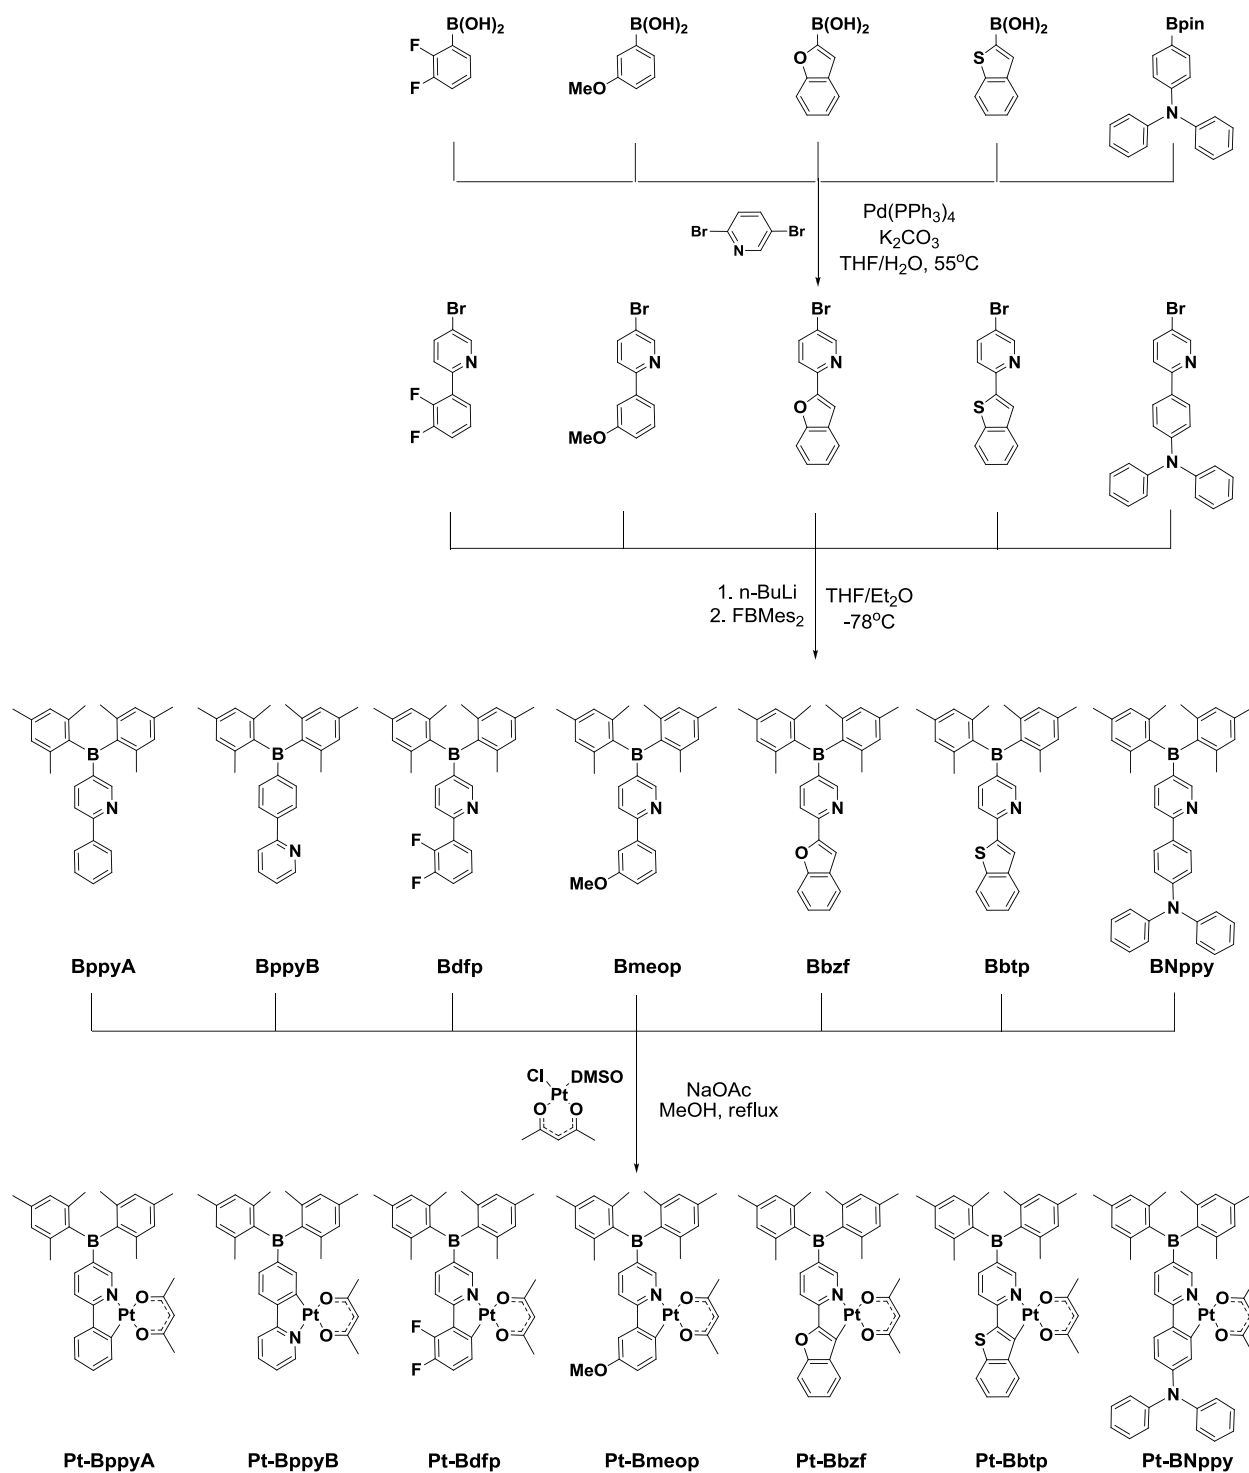 B(OH)2 B(OH)2 B(OH)2 B(OH)2 Bpin
F O S
F MeO
N
Pd(PPh3)4
Br Br K2CO3
N THF/H2O, 55oC
Br Br Br Br Br
N N N N N
F O S
F MeO
N
1. n-BuLi THF/Et2O
2. FBMes2 -78oC
B B B B B B B
N N N N N N
F N O S
F MeO
N
BppyA BppyB Bdfp Bmeop Bbzf Bbtp BNppy
Cl DMSO
Pt NaOAc
O O MeOH, reflux
B B B B B B B
N O O N O N O N O N O N O
Pt Pt Pt Pt Pt Pt Pt
O N O O O O O O
F O S
F MeO
N
Pt-BppyA Pt-BppyB Pt-Bdfp Pt-Bmeop Pt-Bbzf Pt-Bbtp Pt-BNppy